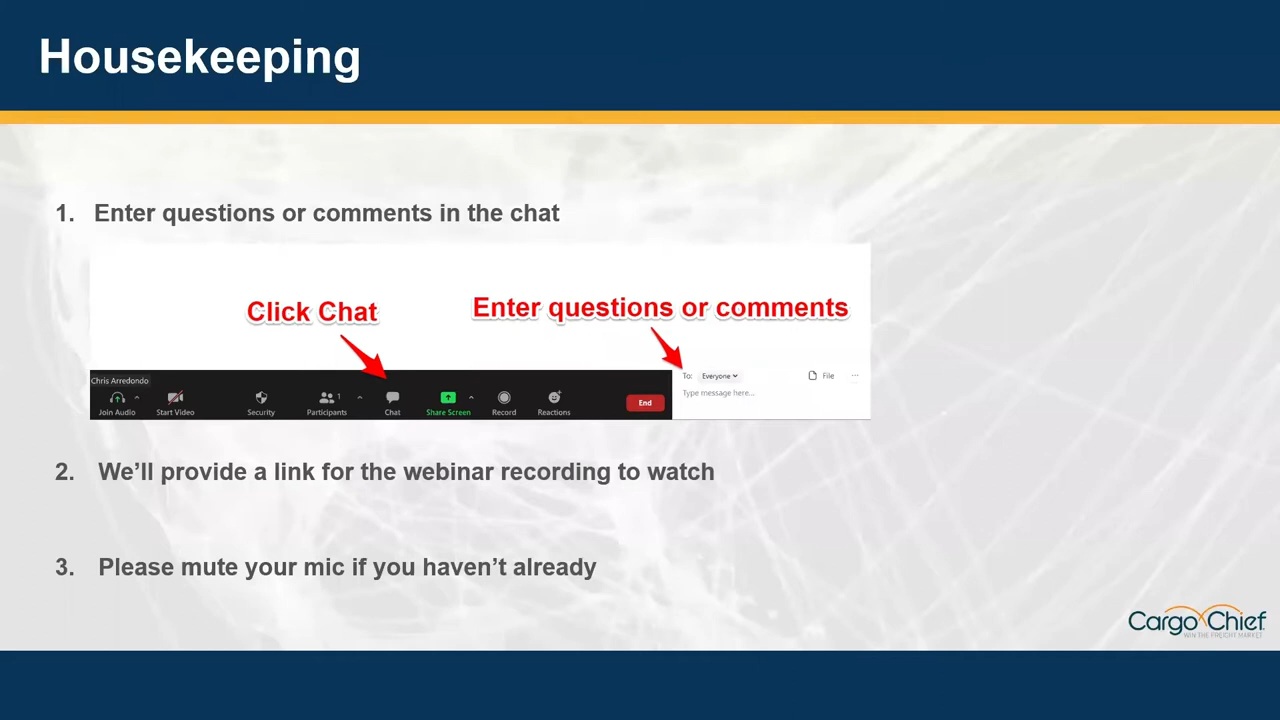 Housekeeping
1. Enter questions or comments in the chat
Click Chat
Enter questions or comments
Chris Arredondo
To: Everyone File ...
Type message here...
Join Audio Start Video Security Participants 1 Chat Share Screen Record Reactions End
2. We’ll provide a link for the webinar recording to watch
3. Please mute your mic if you haven’t already
Cargo Chief
WIN THE FREIGHT MARKET